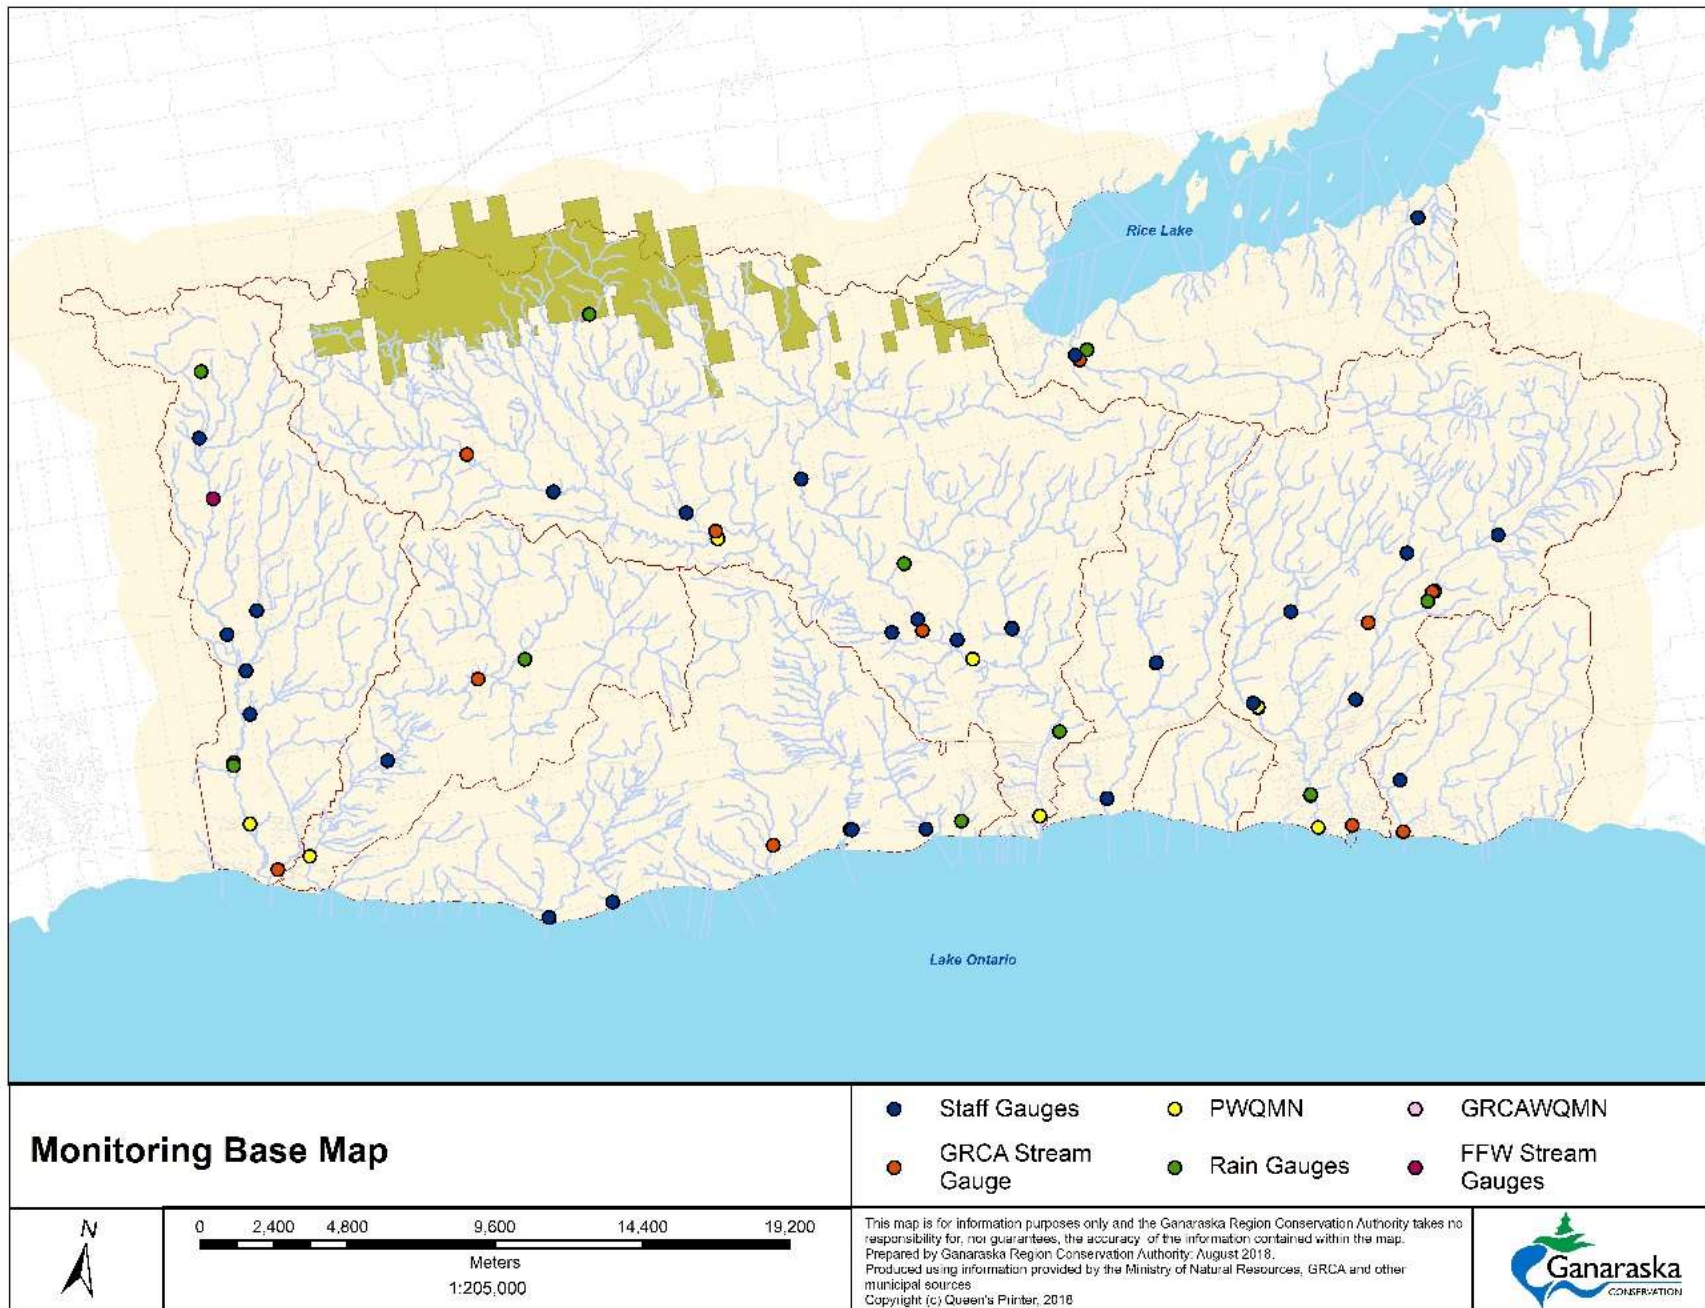 Rice Lake
Lake Ontario
Monitoring Base Map
Staff Gauges
PWQMN
GRCAWQMN
GRCA Stream
Gauge
Rain Gauges
FFW Stream
Gauges
N
0 2,400 4,800 9,600 14,400 19,200
Meters
1:205,000
This map is for information purposes only and the Ganaraska Region Conservation Authority takes no
responsibility for, nor guarantees, the accuracy of the information contained within the map.
Prepared by Ganaraska Region Conservation Authority: August 2018.
Produced using information provided by the Ministry of Natural Resources, GRCA and other
municipal sources
Copyright (c) Queen's Printer, 2018
Ganaraska
CONSERVATION